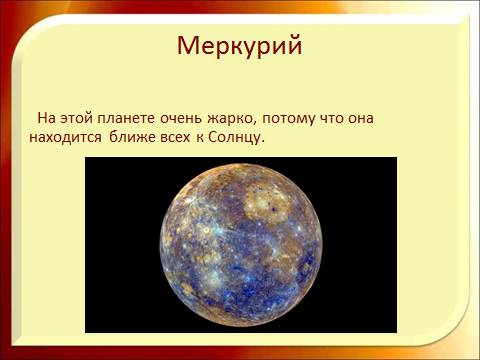 Меркурий
На этой планете очень жарко, потому что она
находится ближе всех к Солнцу.